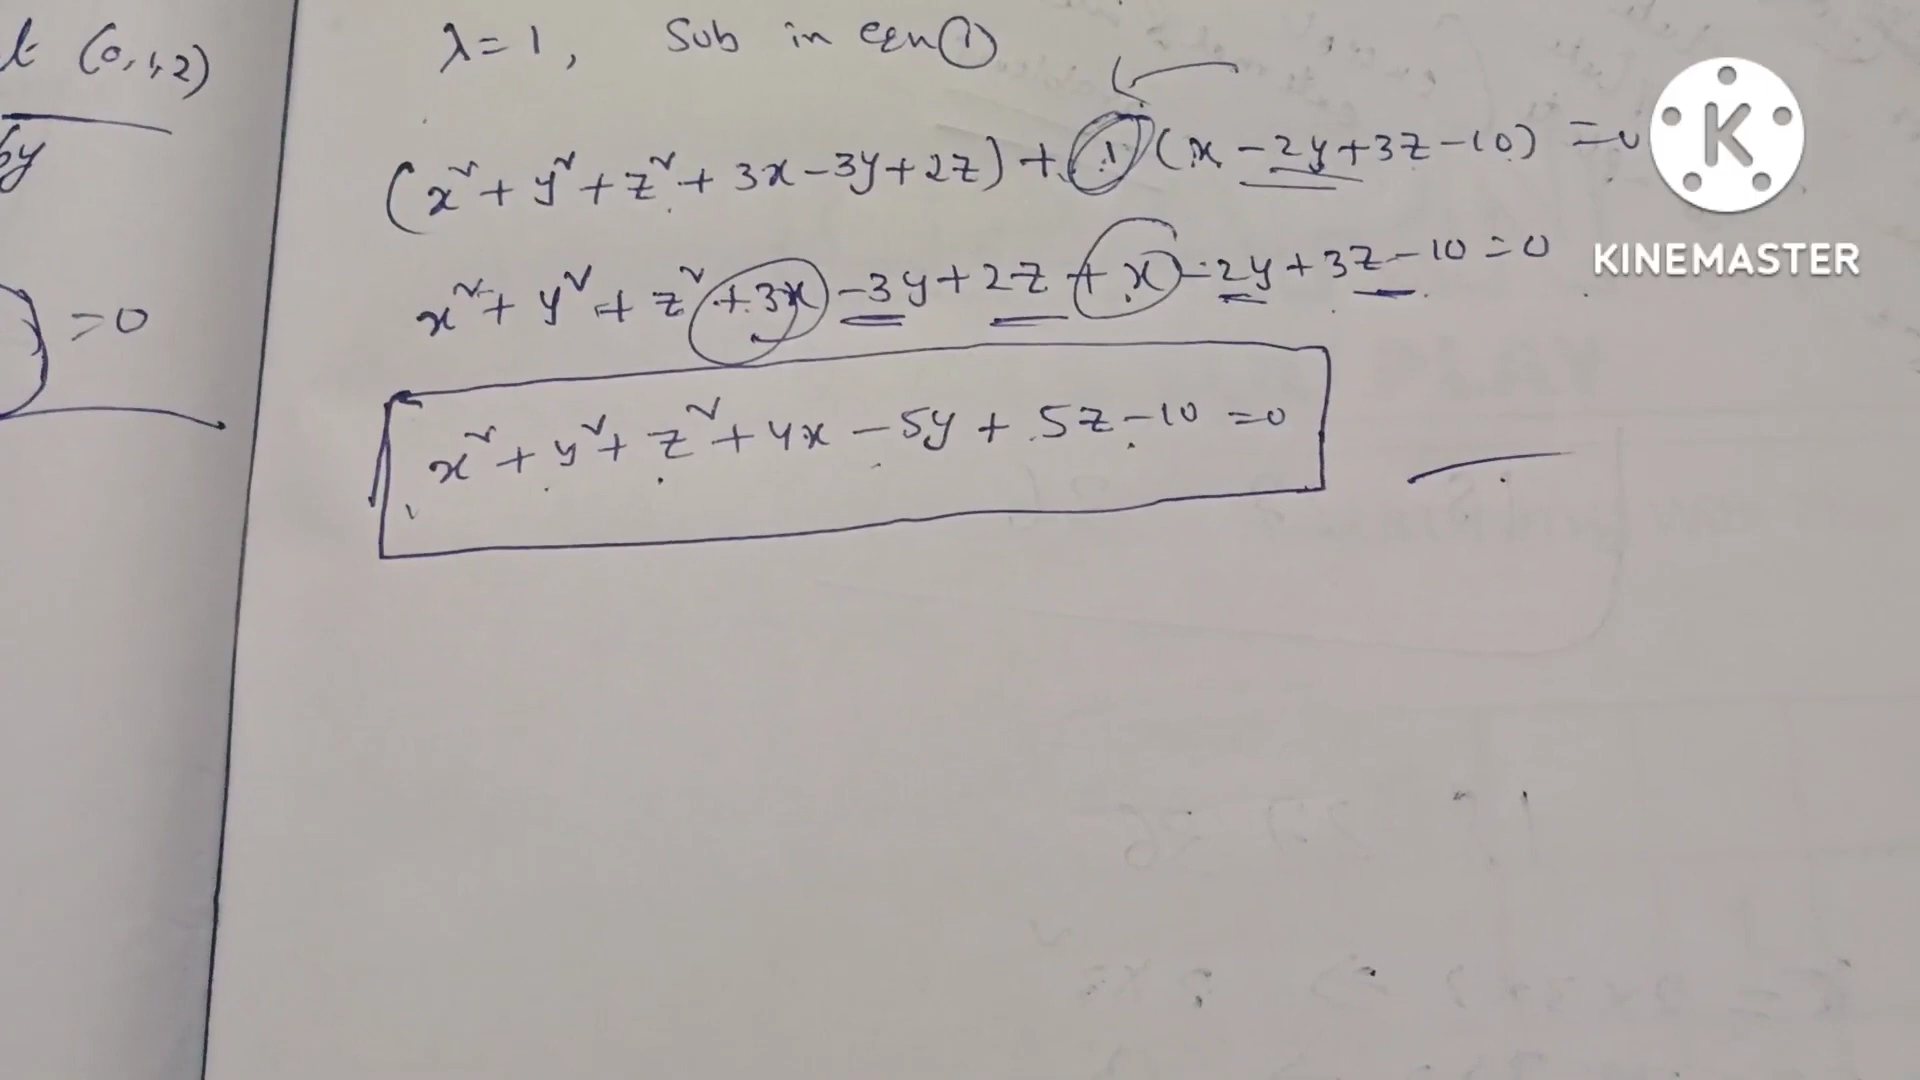 (0,1,2)
by
=0
λ=1, Sub in eqn ①
(x²+y²+z²+3x-3y+2z)+1(x-2y+3z-10)=0
x²+y²+z²+3x-3y+2z+x-2y+3z-10=0
x²+y²+z²+4x-5y+5z-10=0
K
KINEMASTER